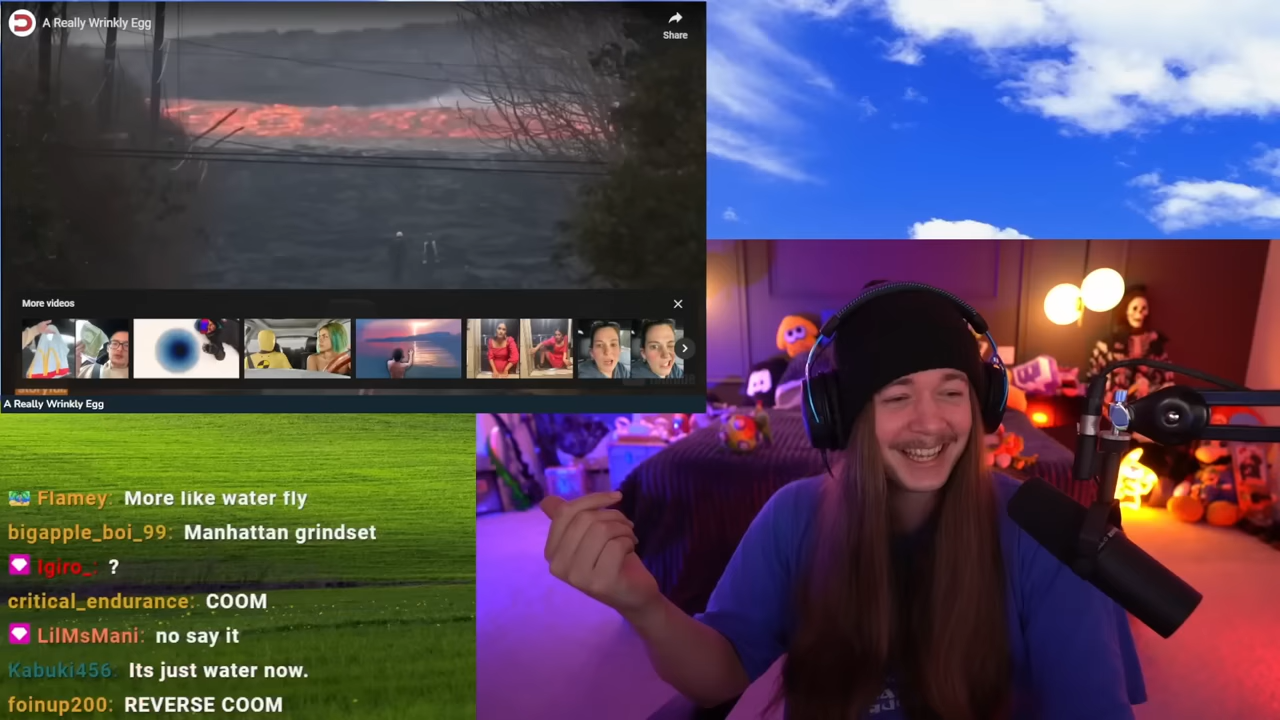 A Really Wrinkly Egg
Share
More videos
A Really Wrinkly Egg
Flamey: More like water fly
bigapple_boi_99: Manhattan grindset
Igiro_: ?
critical_endurance: COOM
LilMsMani: no say it
Kabuki456: Its just water now.
foinup200: REVERSE COOM